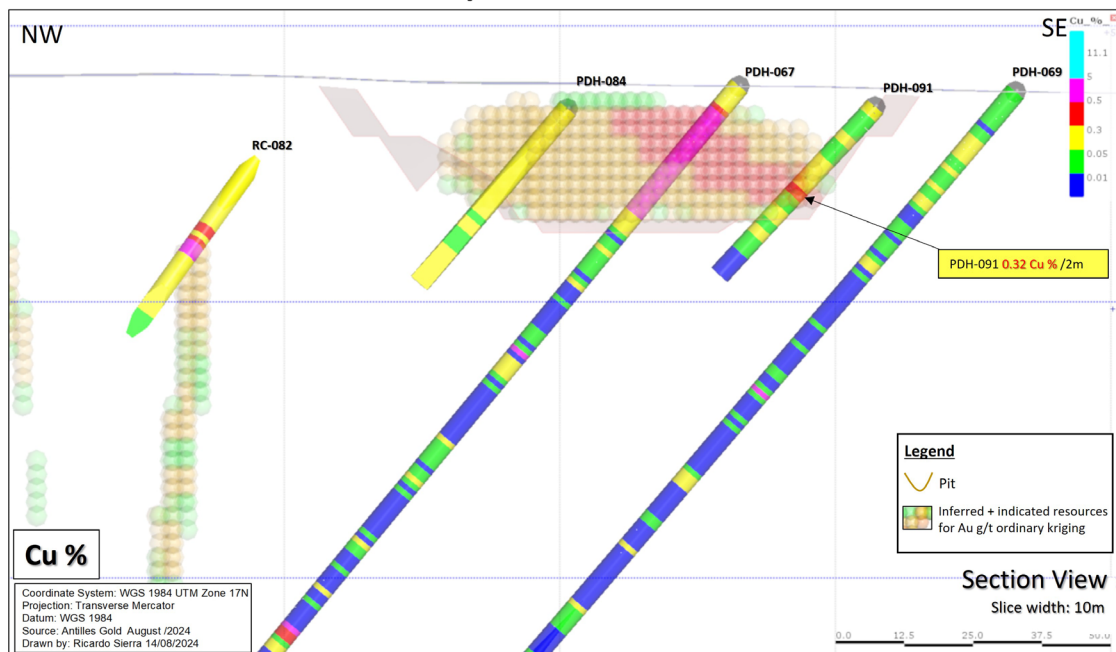 NW
SE
Cu_%_
11.1
5
0.5
0.3
0.05
0.01
PDH-067
PDH-069
PDH-084
PDH-091
RC-082
PDH-091 0.32 Cu % /2m
Legend
Pit
Inferred + indicated resources
for Au g/t ordinary kriging
Cu %
Coordinate System: WGS 1984 UTM Zone 17N
Projection: Transverse Mercator
Datum: WGS 1984
Source: Antilles Gold August /2024
Drawn by: Ricardo Sierra 14/08/2024
Section View
Slice width: 10m
0.0 12.5 25.0 37.5 50.0